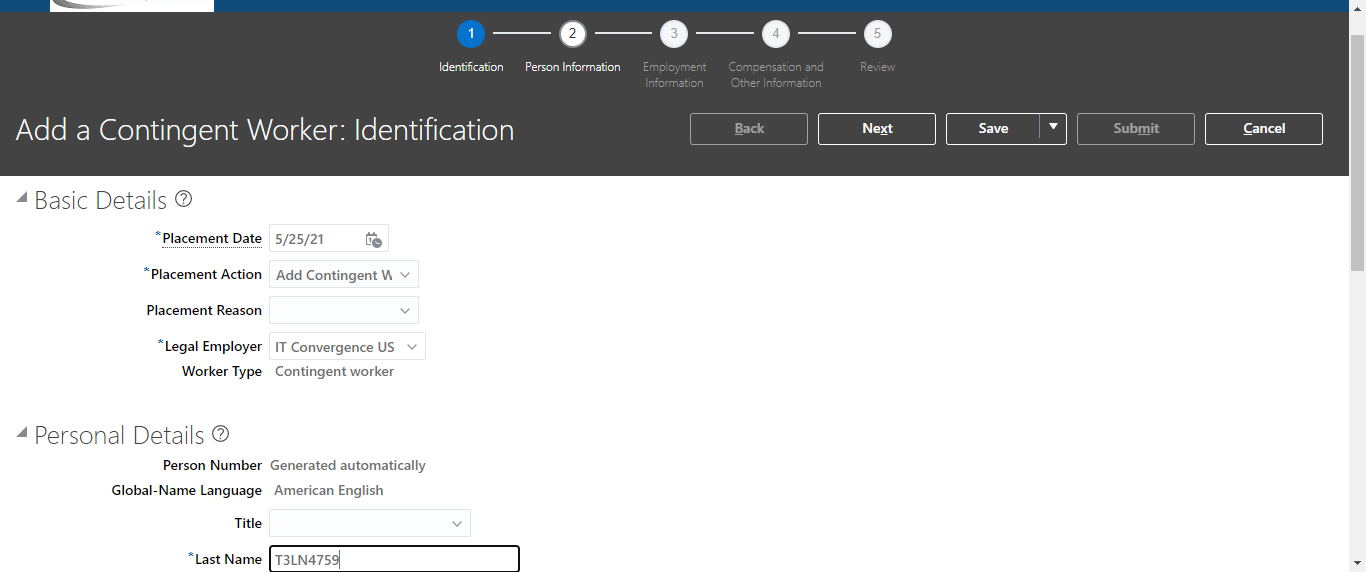 1 2 3 4 5
Identification Person Information Employment Information Compensation and Other Information Review
Add a Contingent Worker: Identification
Back Next Save Submit Cancel
Basic Details ?
*Placement Date 5/25/21
*Placement Action Add Contingent W
Placement Reason
*Legal Employer IT Convergence US
Worker Type Contingent worker
Personal Details ?
Person Number Generated automatically
Global-Name Language American English
Title
*Last Name T3LN4759